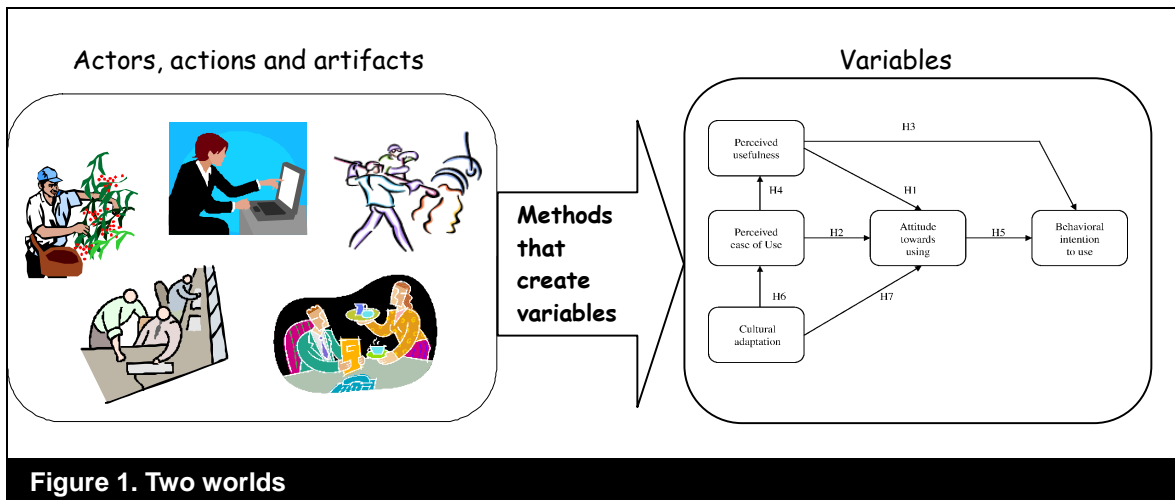 Actors, actions and artifacts
Methods
that
create
variables
Variables
Perceived
usefulness
H3
H1
H4
Perceived
case of Use
H2
Attitude
towards
using
H5
Behavioral
intention
to use
H6
H7
Cultural
adaptation
Figure 1. Two worlds